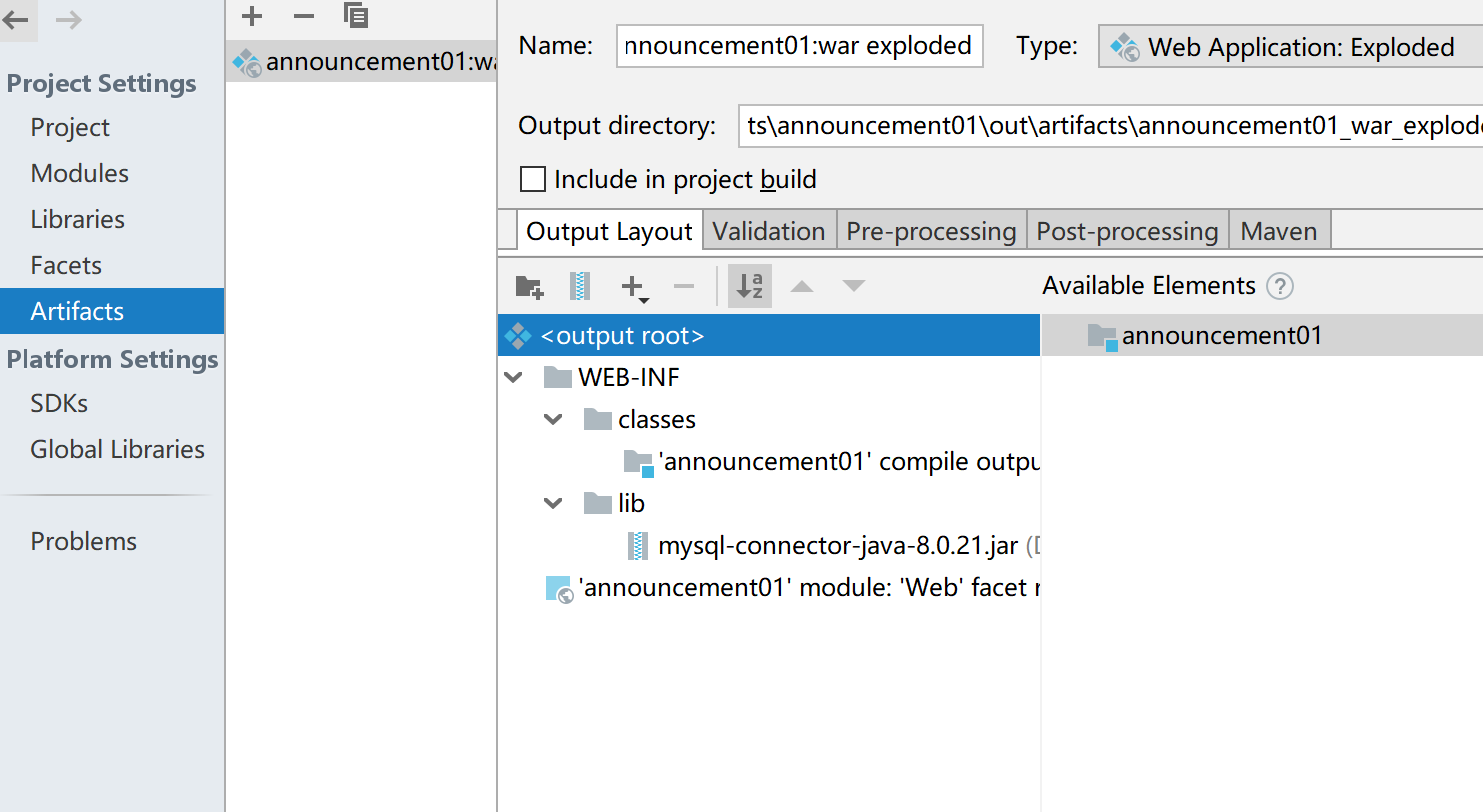 Project Settings
Project
Modules
Libraries
Facets
Artifacts
Platform Settings
SDKs
Global Libraries
Problems
announcement01:wa
Name: nnouncement01:war exploded Type: Web Application: Exploded
Output directory: ts\announcement01\out\artifacts\announcement01_war_explode
Include in project build
Output Layout Validation Pre-processing Post-processing Maven
Available Elements ?
<output root>
WEB-INF
classes
'announcement01' compile outpu
lib
mysql-connector-java-8.0.21.jar
'announcement01' module: 'Web' facet r
announcement01